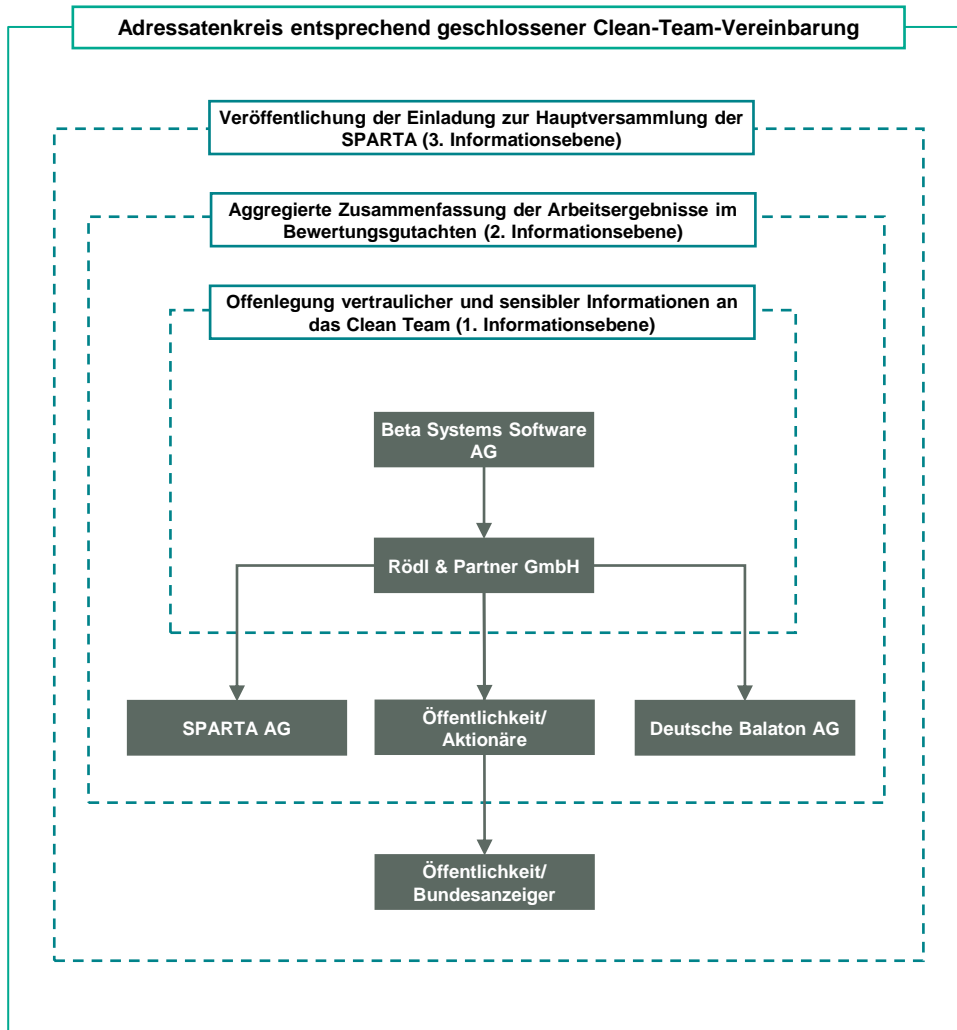 Adressatenkreis entsprechend geschlossener Clean-Team-Vereinbarung
Veröffentlichung der Einladung zur Hauptversammlung der
SPARTA (3. Informationsebene)
Aggregierte Zusammenfassung der Arbeitsergebnisse im
Bewertungsgutachten (2. Informationsebene)
Offenlegung vertraulicher und sensibler Informationen an
das Clean Team (1. Informationsebene)
Beta Systems Software
AG
Rödl & Partner GmbH
SPARTA AG
Öffentlichkeit/
Aktionäre
Deutsche Balaton AG
Öffentlichkeit/
Bundesanzeiger